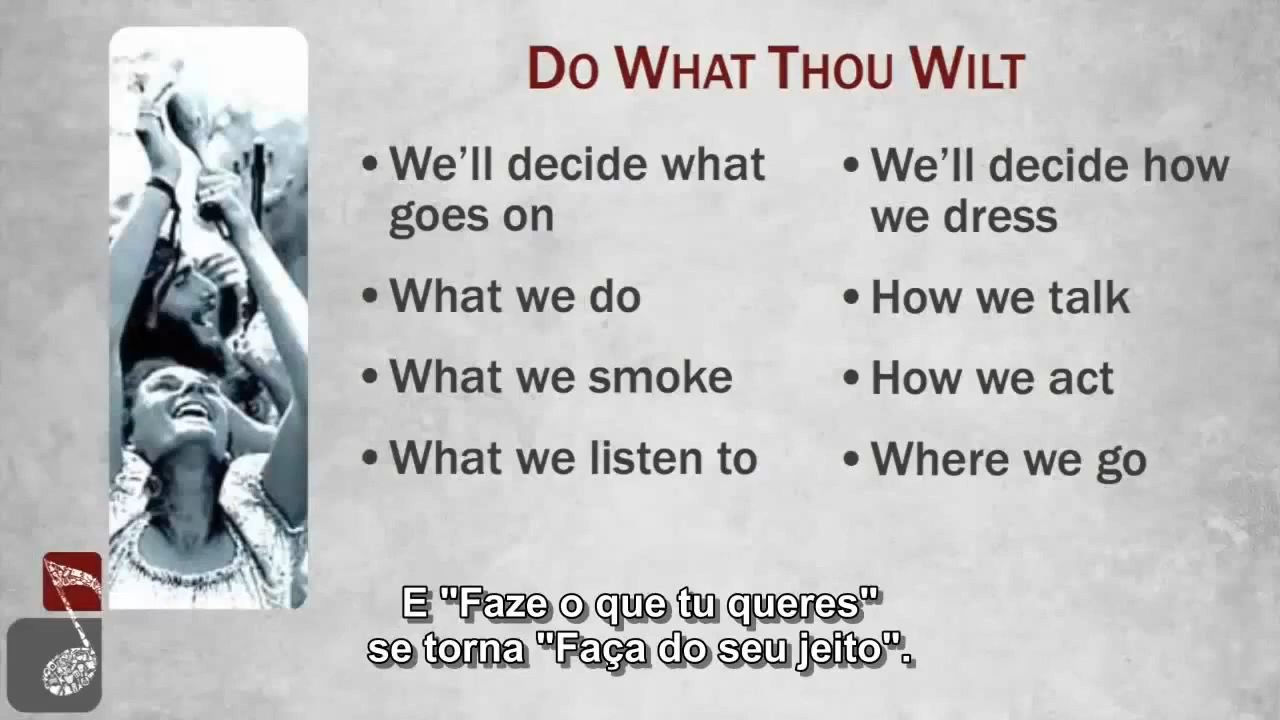 DO WHAT THOU WILT
• We'll decide what
goes on
• What we do
• What we smoke
• What we listen to
• We'll decide how
we dress
• How we talk
• How we act
• Where we go
E "Faze o que tu queres"
se torna "Faça do seu jeito".